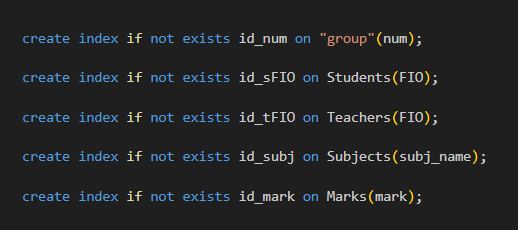 create index if not exists id_num on "group"(num);
create index if not exists id_sFIO on Students(FIO);
create index if not exists id_tFIO on Teachers(FIO);
create index if not exists id_subj on Subjects(subj_name);
create index if not exists id_mark on Marks(mark);